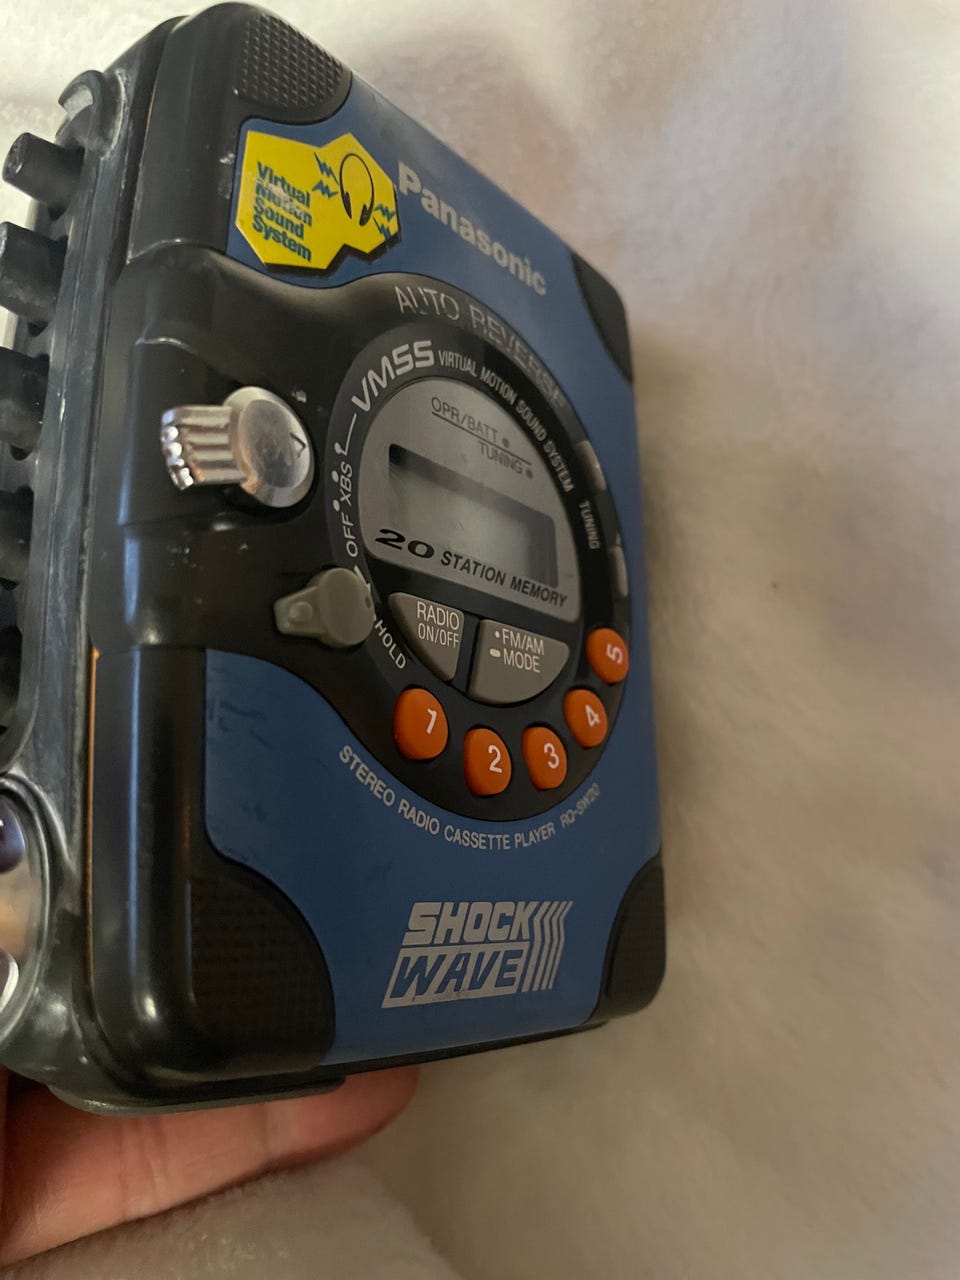 Virtual
Motion
Sound
System
Panasonic
AUTO REVERSE
VMSS VIRTUAL MOTION SOUND SYSTEM
TUNING
OFF XBS
OPR/BATT
TUNING
20 STATION MEMORY
RADIO
ON/OFF
FM/AM
MODE
HOLD
1
2
3
4
5
STEREO RADIO CASSETTE PLAYER RQ-SW20
SHOCK
WAVE